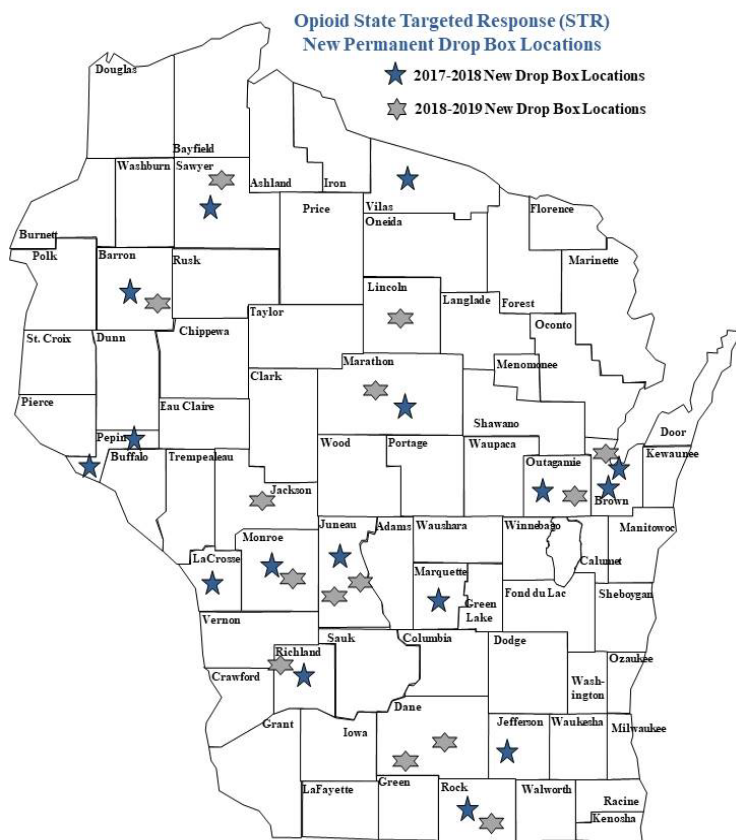 Opioid State Targeted Response (STR)
New Permanent Drop Box Locations
2017-2018 New Drop Box Locations
2018-2019 New Drop Box Locations
Douglas
Bayfield
Washburn
Sawyer
Ashland
Iron
Vilas
Price
Oneida
Florence
Burnett
Polk
Barron
Rusk
Marinette
Lincoln
Langlade
Forest
Taylor
Oconto
St. Croix
Dunn
Chippewa
Marathon
Menomonee
Clark
Pierce
Eau Claire
Shawano
Door
Pepin
Buffalo
Trempealeau
Wood
Portage
Waupaca
Outagamie
Kewaunee
Jackson
Brown
Juneau
Adams
Waushara
Winnebago
Manitowoc
Monroe
LaCrosse
Marquette
Calumet
Green
Lake
Fond du Lac
Sheboygan
Vernon
Sauk
Columbia
Dodge
Richland
Ozaukee
Crawford
Wash-
ington
Dane
Grant
Iowa
Jefferson
Waukesha
Milwaukee
LaFayette
Green
Rock
Walworth
Racine
Kenosha